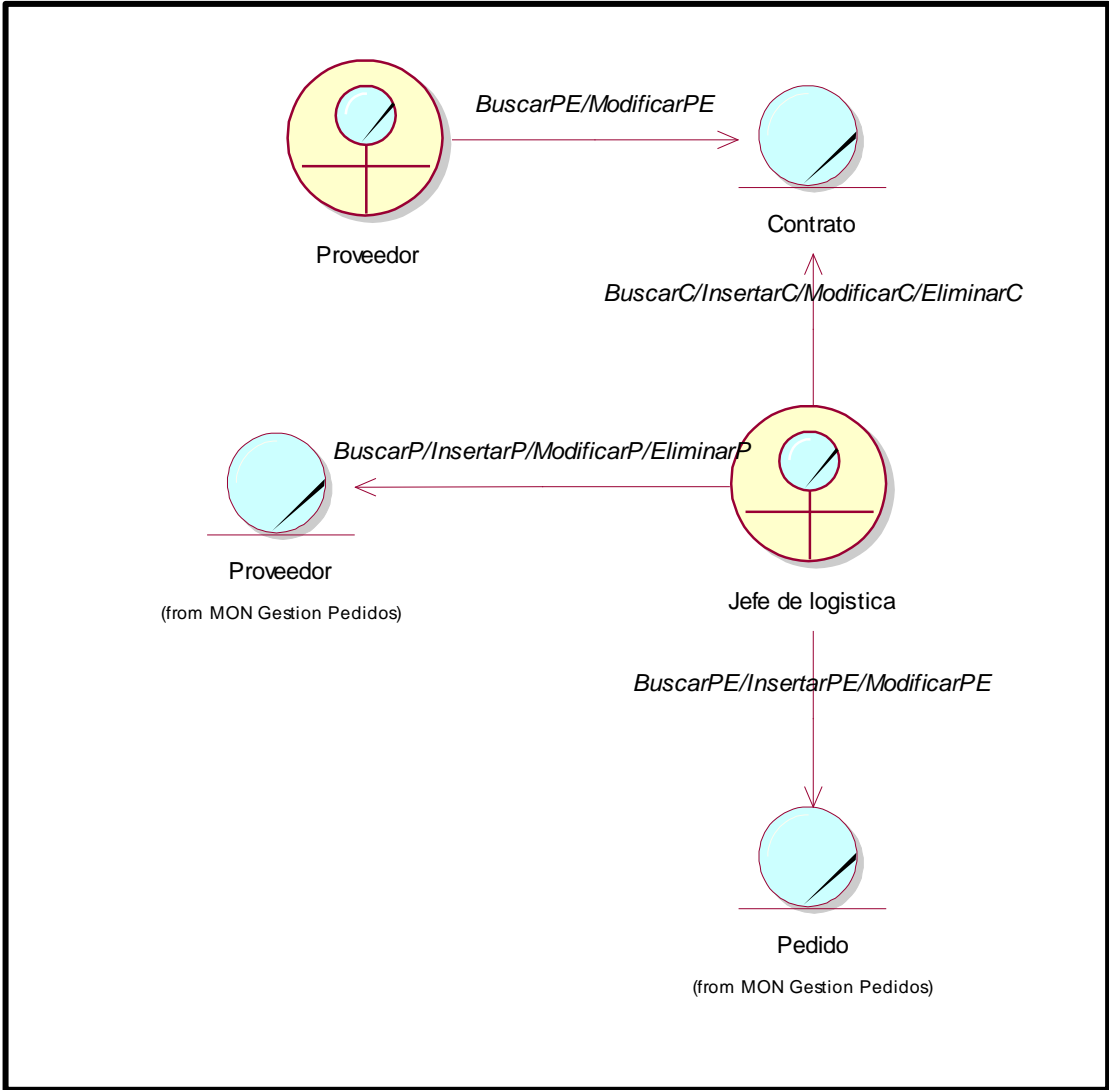 BuscarPE/ModificarPE
Proveedor
Contrato
BuscarC/InsertarC/ModificarC/EliminarC
BuscarP/InsertarP/ModificarP/EliminarP
Proveedor
(from MON Gestion Pedidos)
Jefe de logistica
BuscarPE/InsertarPE/ModificarPE
Pedido
(from MON Gestion Pedidos)